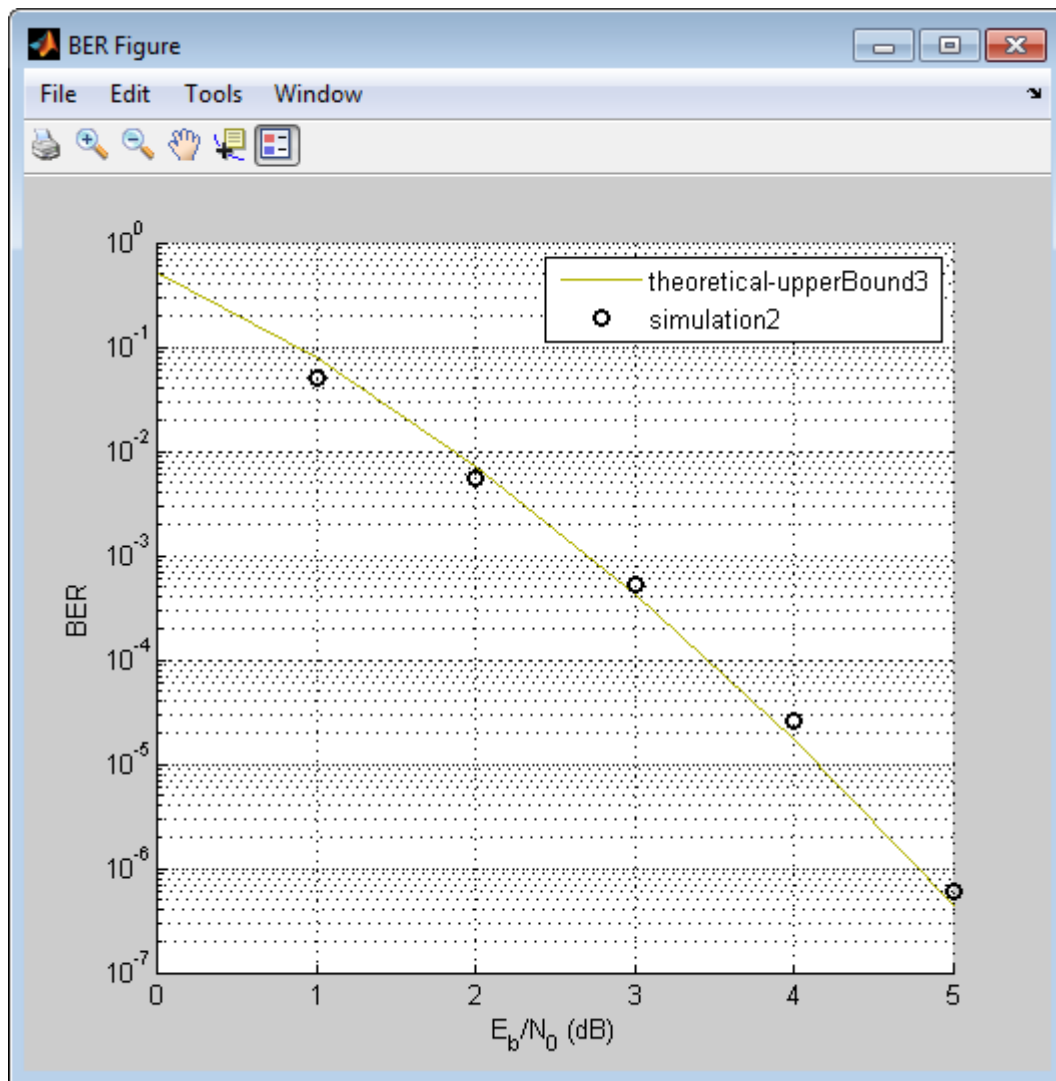 BER Figure
File Edit Tools Window
10^0
theoretical-upperBound3
simulation2
10^-1
10^-2
10^-3
BER
10^-4
10^-5
10^-6
10^-7
0 1 2 3 4 5
E_b/N_0 (dB)